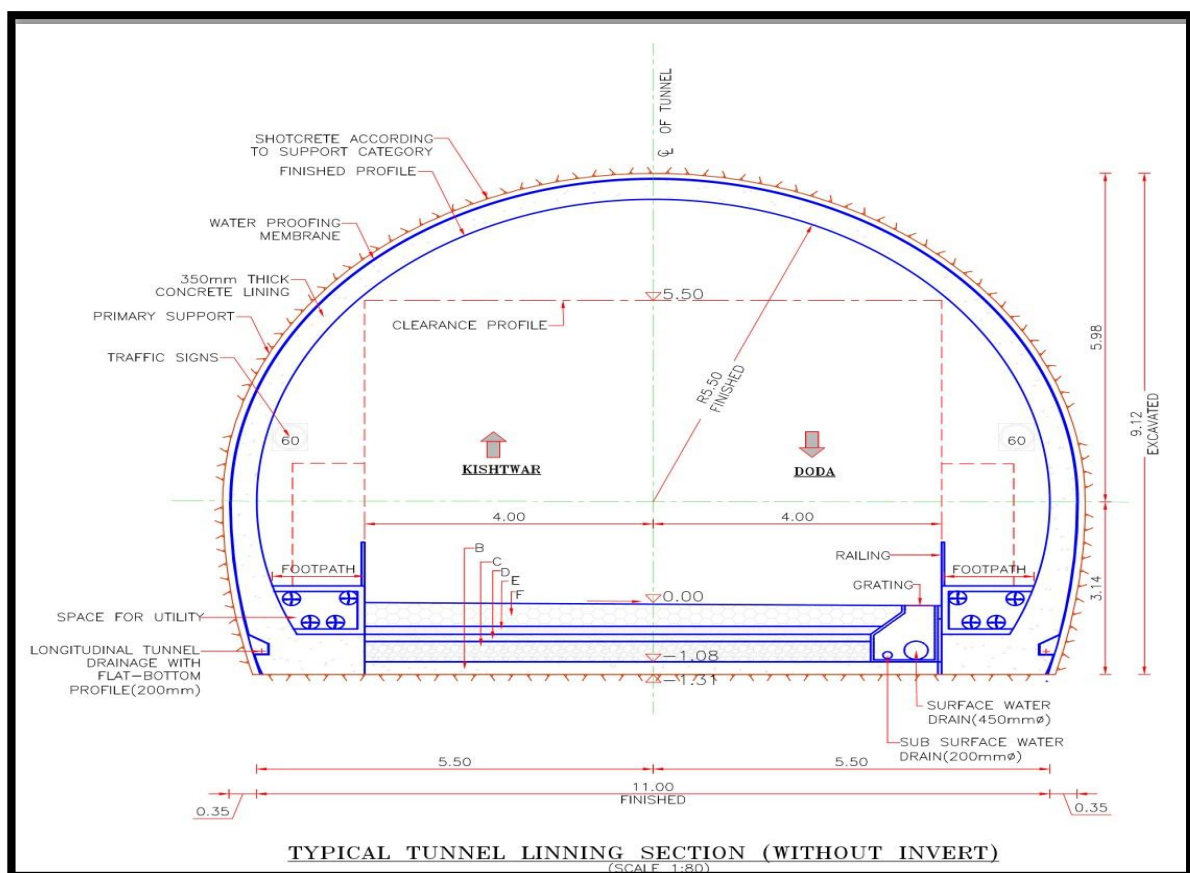 ℄ OF TUNNEL
SHOTCRETE ACCORDING
TO SUPPORT CATEGORY
FINISHED PROFILE
WATER PROOFING
MEMBRANE
350mm THICK
CONCRETE LINING
PRIMARY SUPPORT
TRAFFIC SIGNS
5.50
CLEARANCE PROFILE
R5.50
FINISHED
5.98
9.12
EXCAVATED
60
60
KISHTWAR
DODA
4.00
4.00
B
C
D
E
F
RAILING
FOOTPATH
FOOTPATH
GRATING
0.00
3.14
SPACE FOR UTILITY
LONGITUDINAL TUNNEL
DRAINAGE WITH
FLAT-BOTTOM
PROFILE(200mm)
-1.08
-1.31
SURFACE WATER
DRAIN(450mmø)
SUB SURFACE WATER
DRAIN(200mmø)
5.50
5.50
11.00
FINISHED
0.35
0.35
TYPICAL TUNNEL LINNING SECTION (WITHOUT INVERT)
(SCALE 1:80)